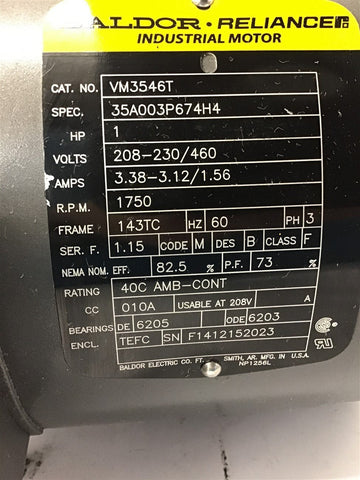 BALDOR · RELIANCER
INDUSTRIAL MOTOR
CAT. NO. VM3546T
SPEC. 35A003P674H4
HP 1
VOLTS 208-230/460
AMPS 3.38-3.12/1.56
R.P.M. 1750
FRAME 143TC HZ 60 PH 3
SER. F. 1.15 CODE M DES B CLASS F
NEMA NOM. EFF. 82.5 % P.F. 73 %
RATING 40C AMB-CONT
CC 010A USABLE AT 208V A
BEARINGS DE 6205 ODE 6203
ENCL. TEFC SN F1412152023
BALDOR ELECTRIC CO. FT. SMITH, AR. MFG. IN U.S.A.
NP1256L